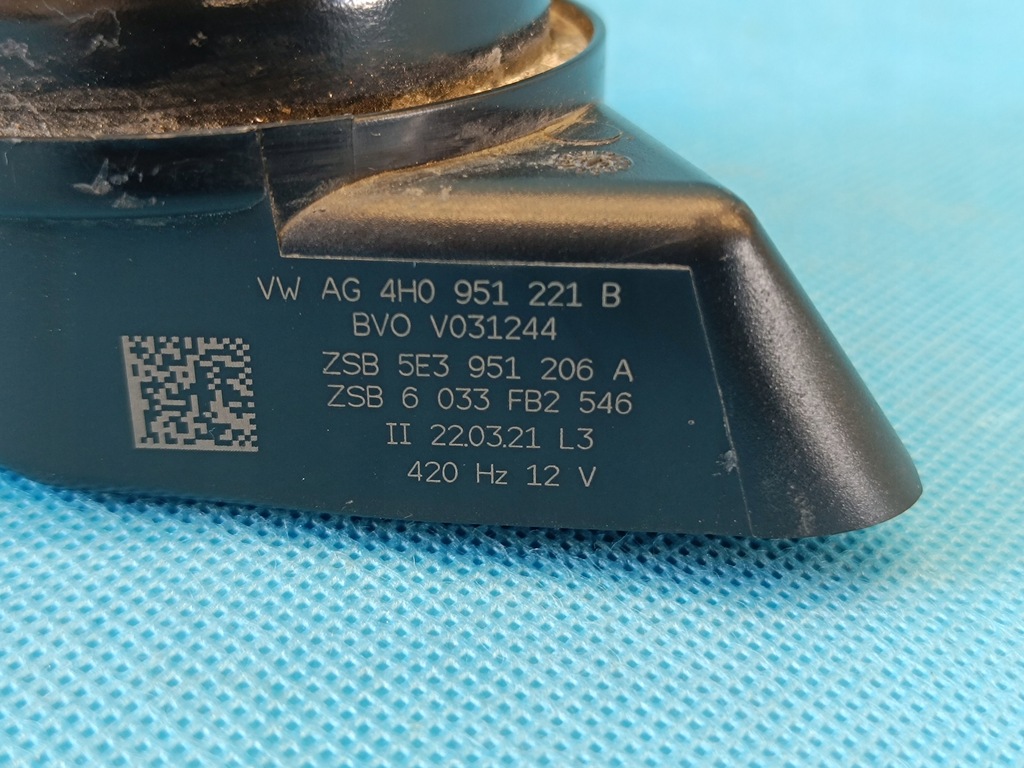 VW AG 4H0 951 221 B
BVO V031244
ZSB 5E3 951 206 A
ZSB 6 033 FB2 546
II 22.03.21 L3
420 Hz 12 V